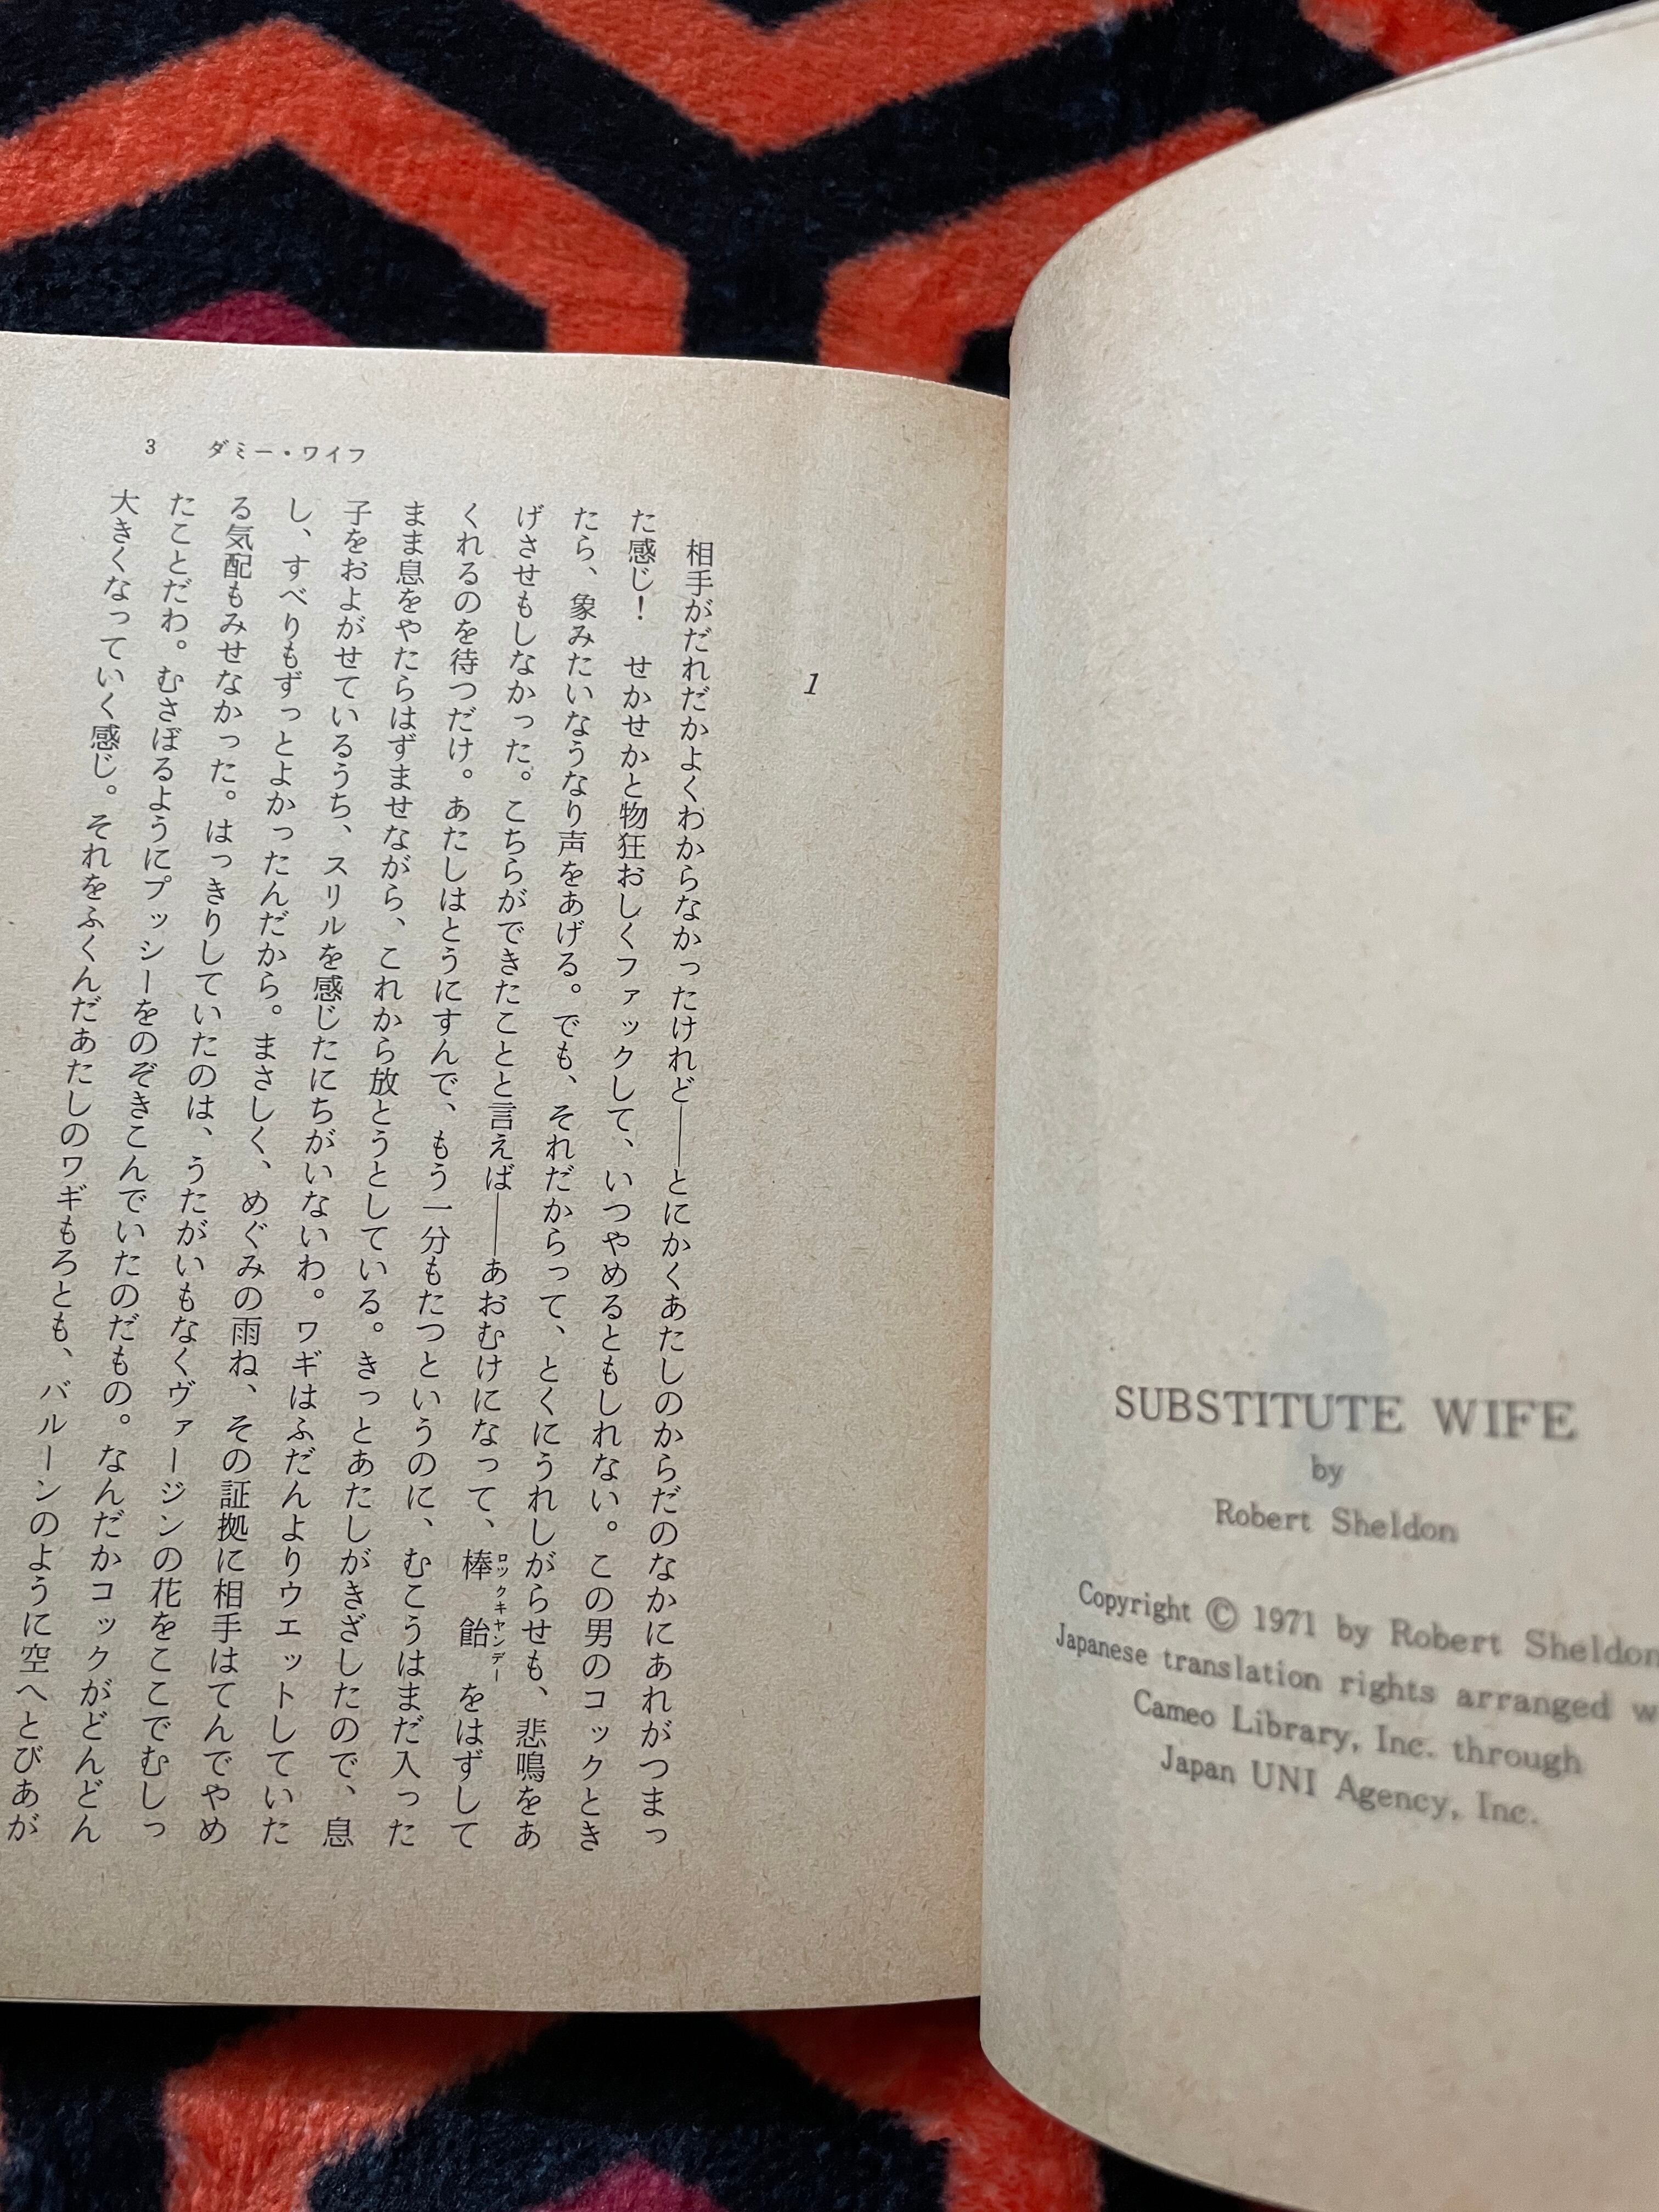 SUBSTITUTE WIFE
by
Robert Sheldon
Copyright © 1971 by Robert Sheldon
Japanese translation rights arranged w
Cameo Library, Inc. through
Japan UNI Agency, Inc.
1
相手がだれだかよくわからなかったけれど――とにかくあたしのからだのなかにあれがつまっ
た感じ！　せかせかと物狂おしくファックして、いつやめるともしれない。この男のコックとき
たら、象みたいなうなり声をあげる。でも、それだからって、とくにうれしがらせも、悲鳴をあ
げさせもしなかった。こちらができたことと言えば――あおむけになって、棒飴をはずして
ロックキヤンデー
くれるのを待つだけ。あたしはとうにすんで、もう一分もたつというのに、むこうはまだ入った
まま息をやたらはずませながら、これから放とうとしている。きっとあたしがきざしたので、息
子をおよがせているうち、スリルを感じたにちがいないわ。ワギはふだんよりウエットしていた
し、すべりもずっとよかったんだから。まさしく、めぐみの雨ね、その証拠に相手はてんでやめ
る気配もみせなかった。はっきりしていたのは、うたがいもなくヴァージンの花をここでむしっ
たことだわ。むさぼるようにプッシーをのぞきこんでいたのだもの。なんだかコックがどんどん
大きくなっていく感じ。それをふくんだあたしのワギもろとも、バルーンのように空へとびあが
3 ダミー・ワイフ